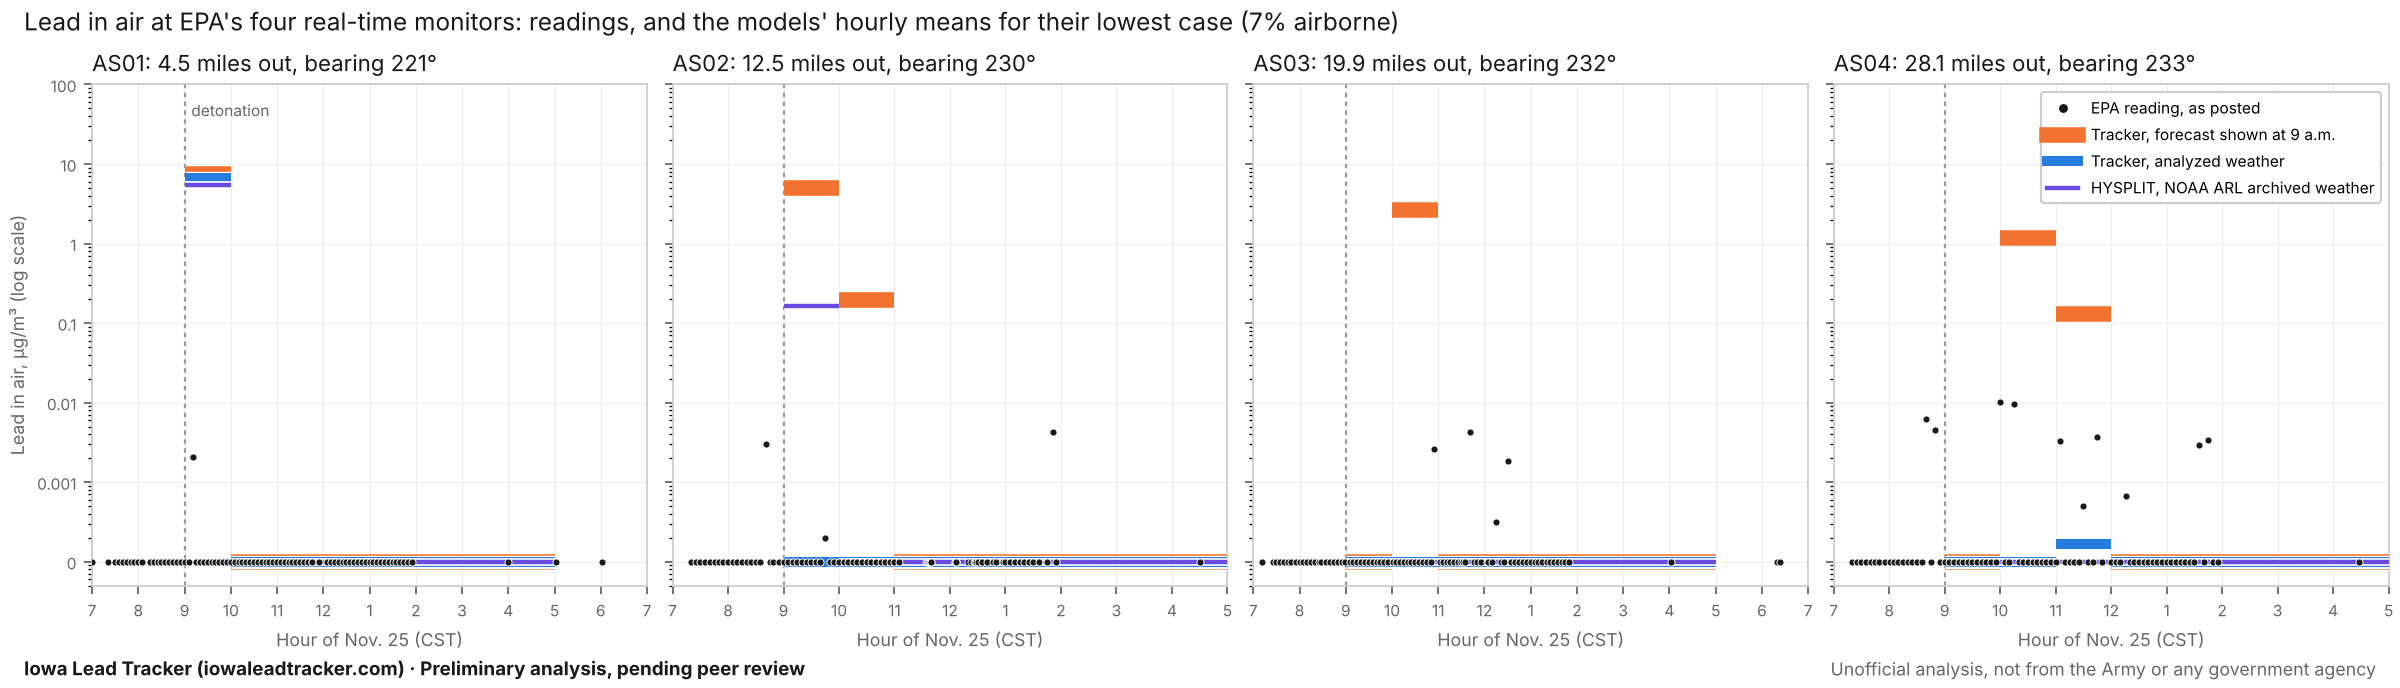 Lead in air at EPA's four real-time monitors: readings, and the models' hourly means for their lowest case (7% airborne)
AS01: 4.5 miles out, bearing 221°
AS02: 12.5 miles out, bearing 230°
AS03: 19.9 miles out, bearing 232°
AS04: 28.1 miles out, bearing 233°
Lead in air, µg/m³ (log scale)
100
10
1
0.1
0.01
0.001
0
detonation
EPA reading, as posted
Tracker, forecast shown at 9 a.m.
Tracker, analyzed weather
HYSPLIT, NOAA ARL archived weather
7 8 9 10 11 12 1 2 3 4 5 6 7
7 8 9 10 11 12 1 2 3 4 5
7 8 9 10 11 12 1 2 3 4 5 6 7
7 8 9 10 11 12 1 2 3 4 5
Hour of Nov. 25 (CST)
Hour of Nov. 25 (CST)
Hour of Nov. 25 (CST)
Hour of Nov. 25 (CST)
Iowa Lead Tracker (iowaleadtracker.com) · Preliminary analysis, pending peer review
Unofficial analysis, not from the Army or any government agency